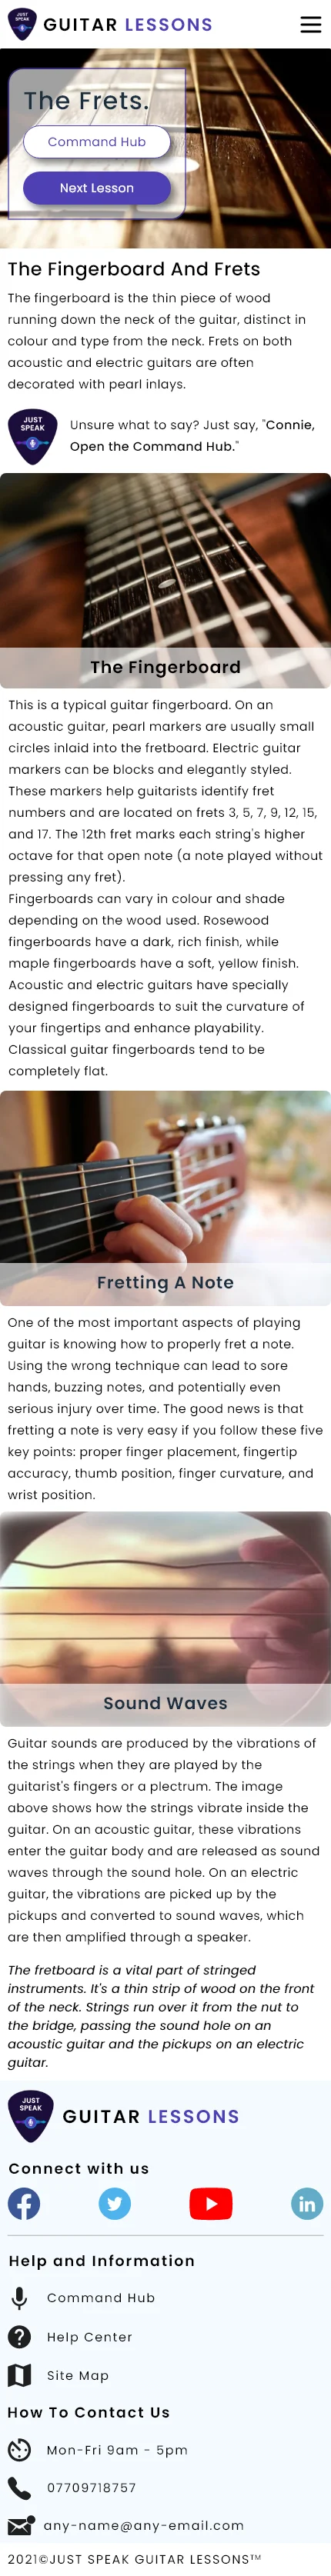 JUST
SPEAK
GUITAR LESSONS
The Frets.
Command Hub
Next Lesson
The Fingerboard And Frets
The fingerboard is the thin piece of wood
running down the neck of the guitar, distinct in
colour and type from the neck. Frets on both
acoustic and electric guitars are often
decorated with pearl inlays.
JUST
SPEAK
Unsure what to say? Just say, "Connie,
Open the Command Hub."
The Fingerboard
This is a typical guitar fingerboard. On an
acoustic guitar, pearl markers are usually small
circles inlaid into the fretboard. Electric guitar
markers can be blocks and elegantly styled.
These markers help guitarists identify fret
numbers and are located on frets 3, 5, 7, 9, 12, 15,
and 17. The 12th fret marks each string's higher
octave for that open note (a note played without
pressing any fret).
Fingerboards can vary in colour and shade
depending on the wood used. Rosewood
fingerboards have a dark, rich finish, while
maple fingerboards have a soft, yellow finish.
Acoustic and electric guitars have specially
designed fingerboards to suit the curvature of
your fingertips and enhance playability.
Classical guitar fingerboards tend to be
completely flat.
Fretting A Note
One of the most important aspects of playing
guitar is knowing how to properly fret a note.
Using the wrong technique can lead to sore
hands, buzzing notes, and potentially even
serious injury over time. The good news is that
fretting a note is very easy if you follow these five
key points: proper finger placement, fingertip
accuracy, thumb position, finger curvature, and
wrist position.
Sound Waves
Guitar sounds are produced by the vibrations of
the strings when they are played by the
guitarist's fingers or a plectrum. The image
above shows how the strings vibrate inside the
guitar. On an acoustic guitar, these vibrations
enter the guitar body and are released as sound
waves through the sound hole. On an electric
guitar, the vibrations are picked up by the
pickups and converted to sound waves, which
are then amplified through a speaker.
The fretboard is a vital part of stringed
instruments. It's a thin strip of wood on the front
of the neck. Strings run over it from the nut to
the bridge, passing the sound hole on an
acoustic guitar and the pickups on an electric
guitar.
JUST
SPEAK
GUITAR LESSONS
Connect with us
Help and Information
Command Hub
Help Center
Site Map
How To Contact Us
Mon-Fri 9am - 5pm
07709718757
any-name@any-email.com
2021©JUST SPEAK GUITAR LESSONS™